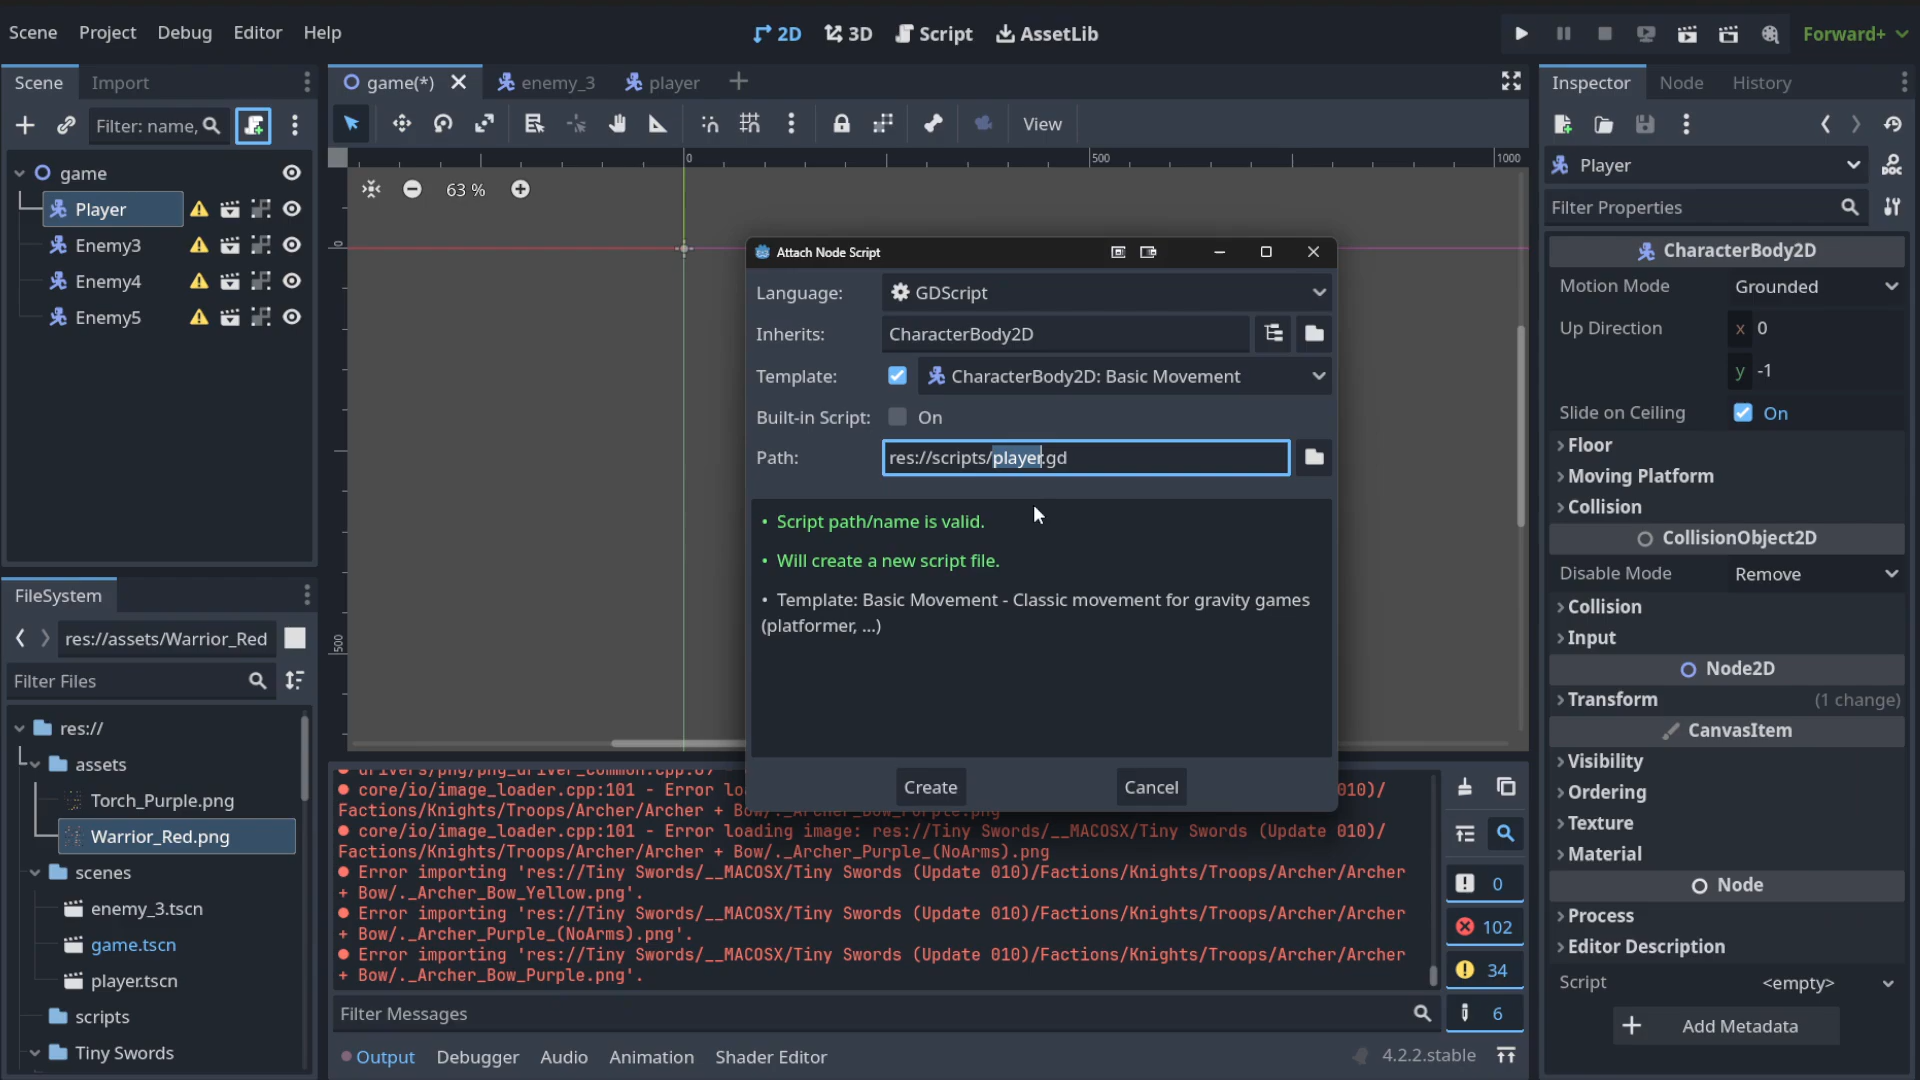 Scene Project Debug Editor Help
2D 3D Script AssetLib
Forward+
Scene Import
Filter: name,
game
Player
Enemy3
Enemy4
Enemy5
FileSystem
res://assets/Warrior_Red
Filter Files
res://
assets
Torch_Purple.png
Warrior_Red.png
scenes
enemy_3.tscn
game.tscn
player.tscn
scripts
Tiny Swords
game(*) enemy_3 player
View
0 500 1000
63 %
0
500
Attach Node Script
Language: GDScript
Inherits: CharacterBody2D
Template: CharacterBody2D: Basic Movement
Built-in Script: On
Path: res://scripts/player.gd
• Script path/name is valid.
• Will create a new script file.
• Template: Basic Movement - Classic movement for gravity games
(platformer, ...)
Create Cancel
core/io/image_loader.cpp:101 - Error lo 010)/
Factions/Knights/Troops/Archer/Archer + Bow/._Archer_Bow_Purple.png
core/io/image_loader.cpp:101 - Error loading image: res://Tiny Swords/__MACOSX/Tiny Swords (Update 010)/
Factions/Knights/Troops/Archer/Archer + Bow/._Archer_Purple_(NoArms).png
Error importing 'res://Tiny Swords/__MACOSX/Tiny Swords (Update 010)/Factions/Knights/Troops/Archer/Archer
+ Bow/._Archer_Bow_Yellow.png'.
Error importing 'res://Tiny Swords/__MACOSX/Tiny Swords (Update 010)/Factions/Knights/Troops/Archer/Archer
+ Bow/._Archer_Purple_(NoArms).png'.
Error importing 'res://Tiny Swords/__MACOSX/Tiny Swords (Update 010)/Factions/Knights/Troops/Archer/Archer
+ Bow/._Archer_Bow_Purple.png'.
0
102
34
6
Filter Messages
Output Debugger Audio Animation Shader Editor
4.2.2.stable
Inspector Node History
Player
DOC
Filter Properties
CharacterBody2D
Motion Mode Grounded
Up Direction x 0
y -1
Slide on Ceiling On
Floor
Moving Platform
Collision
CollisionObject2D
Disable Mode Remove
Collision
Input
Node2D
Transform (1 change)
CanvasItem
Visibility
Ordering
Texture
Material
Node
Process
Editor Description
Script <empty>
Add Metadata